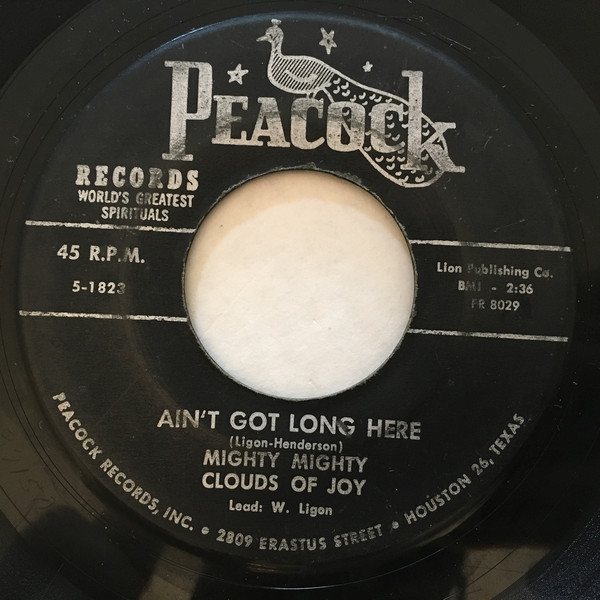 PEACOCK
RECORDS
WORLD'S GREATEST
SPIRITUALS
45 R.P.M.
5-1823
Lion Publishing Co.
BMI - 2:36
FR 8029
AIN'T GOT LONG HERE
(Ligon-Henderson)
MIGHTY MIGHTY
CLOUDS OF JOY
Lead: W. Ligon
PEACOCK RECORDS, INC. • 2809 ERASTUS STREET • HOUSTON 26, TEXAS